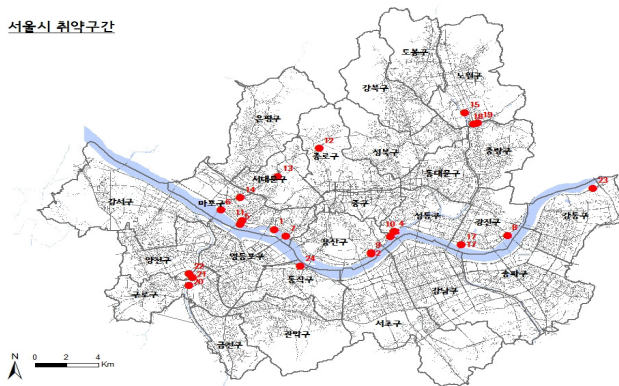 서울시 취약구간
도봉구
노원구
강북구
은평구
15
18
19
12
종로구
성북구
중랑구
13
서대문구
동대문구
23
14
중구
강서구
마포구
6
성동구
광진구
강동구
11
5
1
7
용산구
10
4
8
17
양천구
영등포구
9
2
24
동작구
송파구
22
21
20
구로구
강남구
서초구
관악구
금천구
N
0 2 4
Km